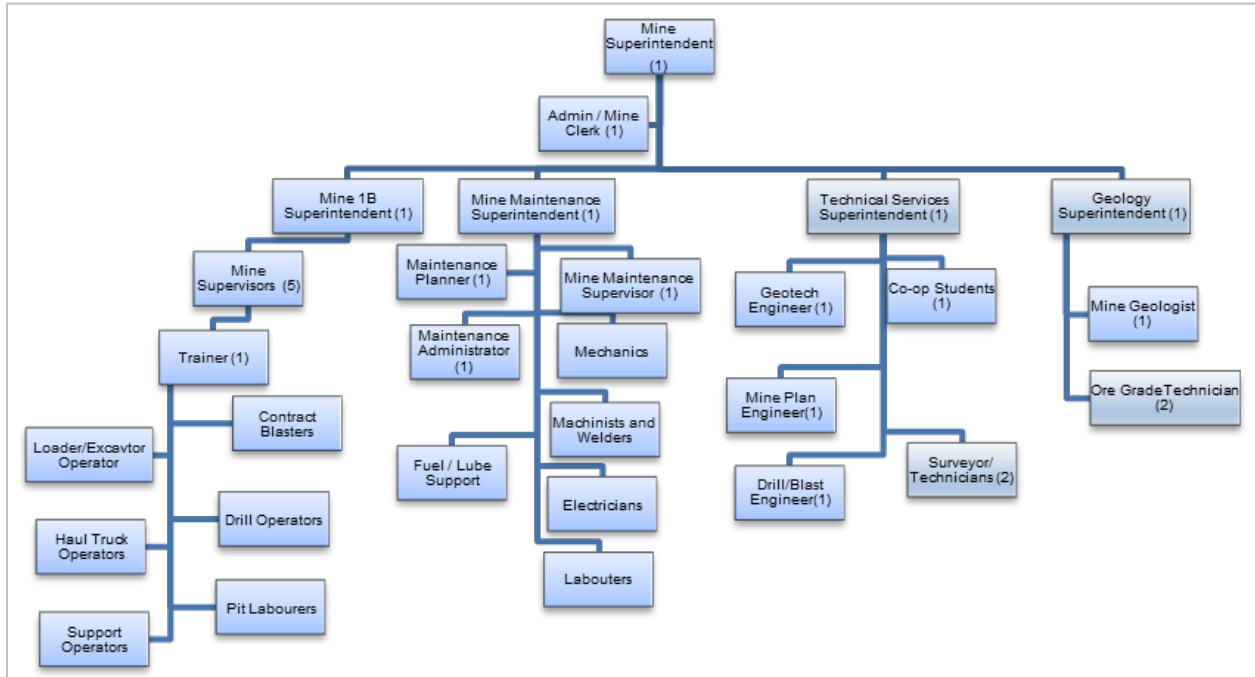 Mine
Superintendent
(1)
Admin / Mine
Clerk (1)
Mine 1B
Superintendent (1)
Mine Maintenance
Superintendent (1)
Technical Services
Superintendent (1)
Geology
Superintendent (1)
Mine
Supervisors (5)
Trainer (1)
Contract
Blasters
Loader/Excavtor
Operator
Drill Operators
Haul Truck
Operators
Pit Labourers
Support
Operators
Maintenance
Planner (1)
Mine Maintenance
Supervisor (1)
Maintenance
Administrator
(1)
Mechanics
Machinists and
Welders
Fuel / Lube
Support
Electricians
Labouters
Geotech
Engineer (1)
Co-op Students
(1)
Mine Plan
Engineer(1)
Drill/Blast
Engineer(1)
Surveyor/
Technicians (2)
Mine Geologist
(1)
Ore Grade Technician
(2)